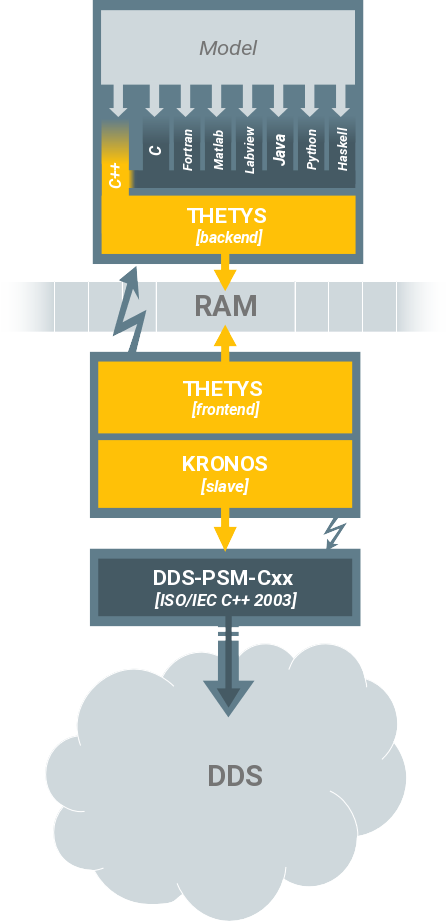 Model
C++
C
Fortran
Matlab
Labview
Java
Python
Haskell
THETYS
[backend]
RAM
THETYS
[frontend]
KRONOS
[slave]
DDS-PSM-Cxx
[ISO/IEC C++ 2003]
DDS